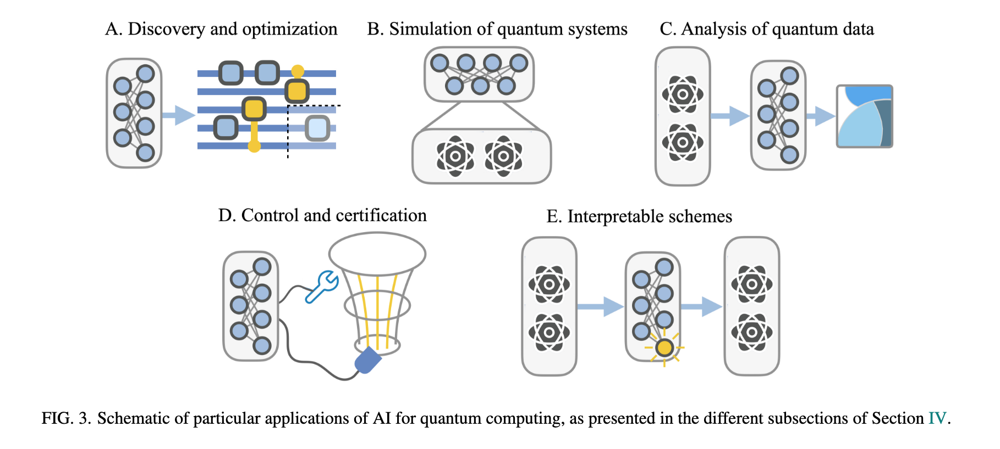 A. Discovery and optimization
B. Simulation of quantum systems
C. Analysis of quantum data
D. Control and certification
E. Interpretable schemes
FIG. 3. Schematic of particular applications of AI for quantum computing, as presented in the different subsections of Section IV.